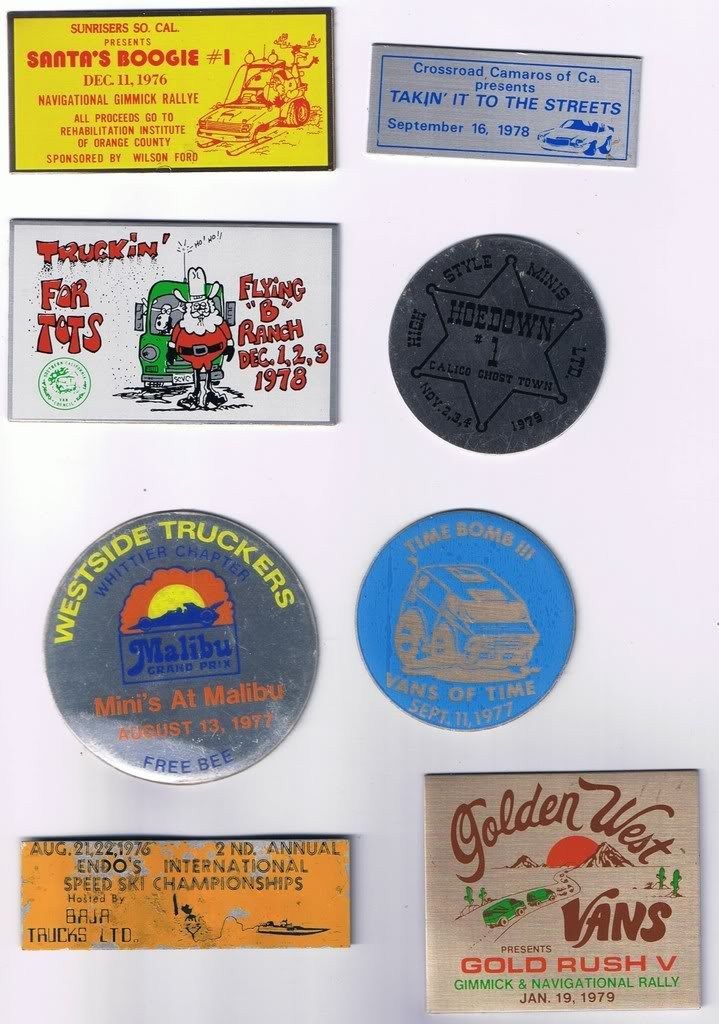 SUNRISERS SO. CAL.
PRESENTS
SANTA'S BOOGIE #1
DEC. 11, 1976
NAVIGATIONAL GIMMICK RALLYE
ALL PROCEEDS GO TO
REHABILITATION INSTITUTE
OF ORANGE COUNTY
SPONSORED BY WILSON FORD
Crossroad Camaros of Ca.
presents
TAKIN' IT TO THE STREETS
September 16, 1978
TRUCKIN'
FOR
TOTS
HO! HO!!
FLYING
"B"
RANCH
DEC. 1, 2, 3
1978
SOUTHERN CALIFORNIA
VAN
COUNCIL
SCVC
HIGH STYLE MINIS LTD.
HOEDOWN
# 1
CALICO GHOST TOWN
NOV. 2,3,4 1979
WESTSIDE TRUCKERS
WHITTIER CHAPTER
Malibu
GRAND PRIX
Mini's At Malibu
AUGUST 13, 1977
FREE BEE
TIME BOMB III
VANS OF TIME
SEPT. 11, 1977
AUG. 21,22,1976 2 ND. ANNUAL
ENDO'S INTERNATIONAL
SPEED SKI CHAMPIONSHIPS
Hosted By
BAJA
TRUCKS LTD.
Golden West
VANS
PRESENTS
GOLD RUSH V
GIMMICK & NAVIGATIONAL RALLY
JAN. 19, 1979